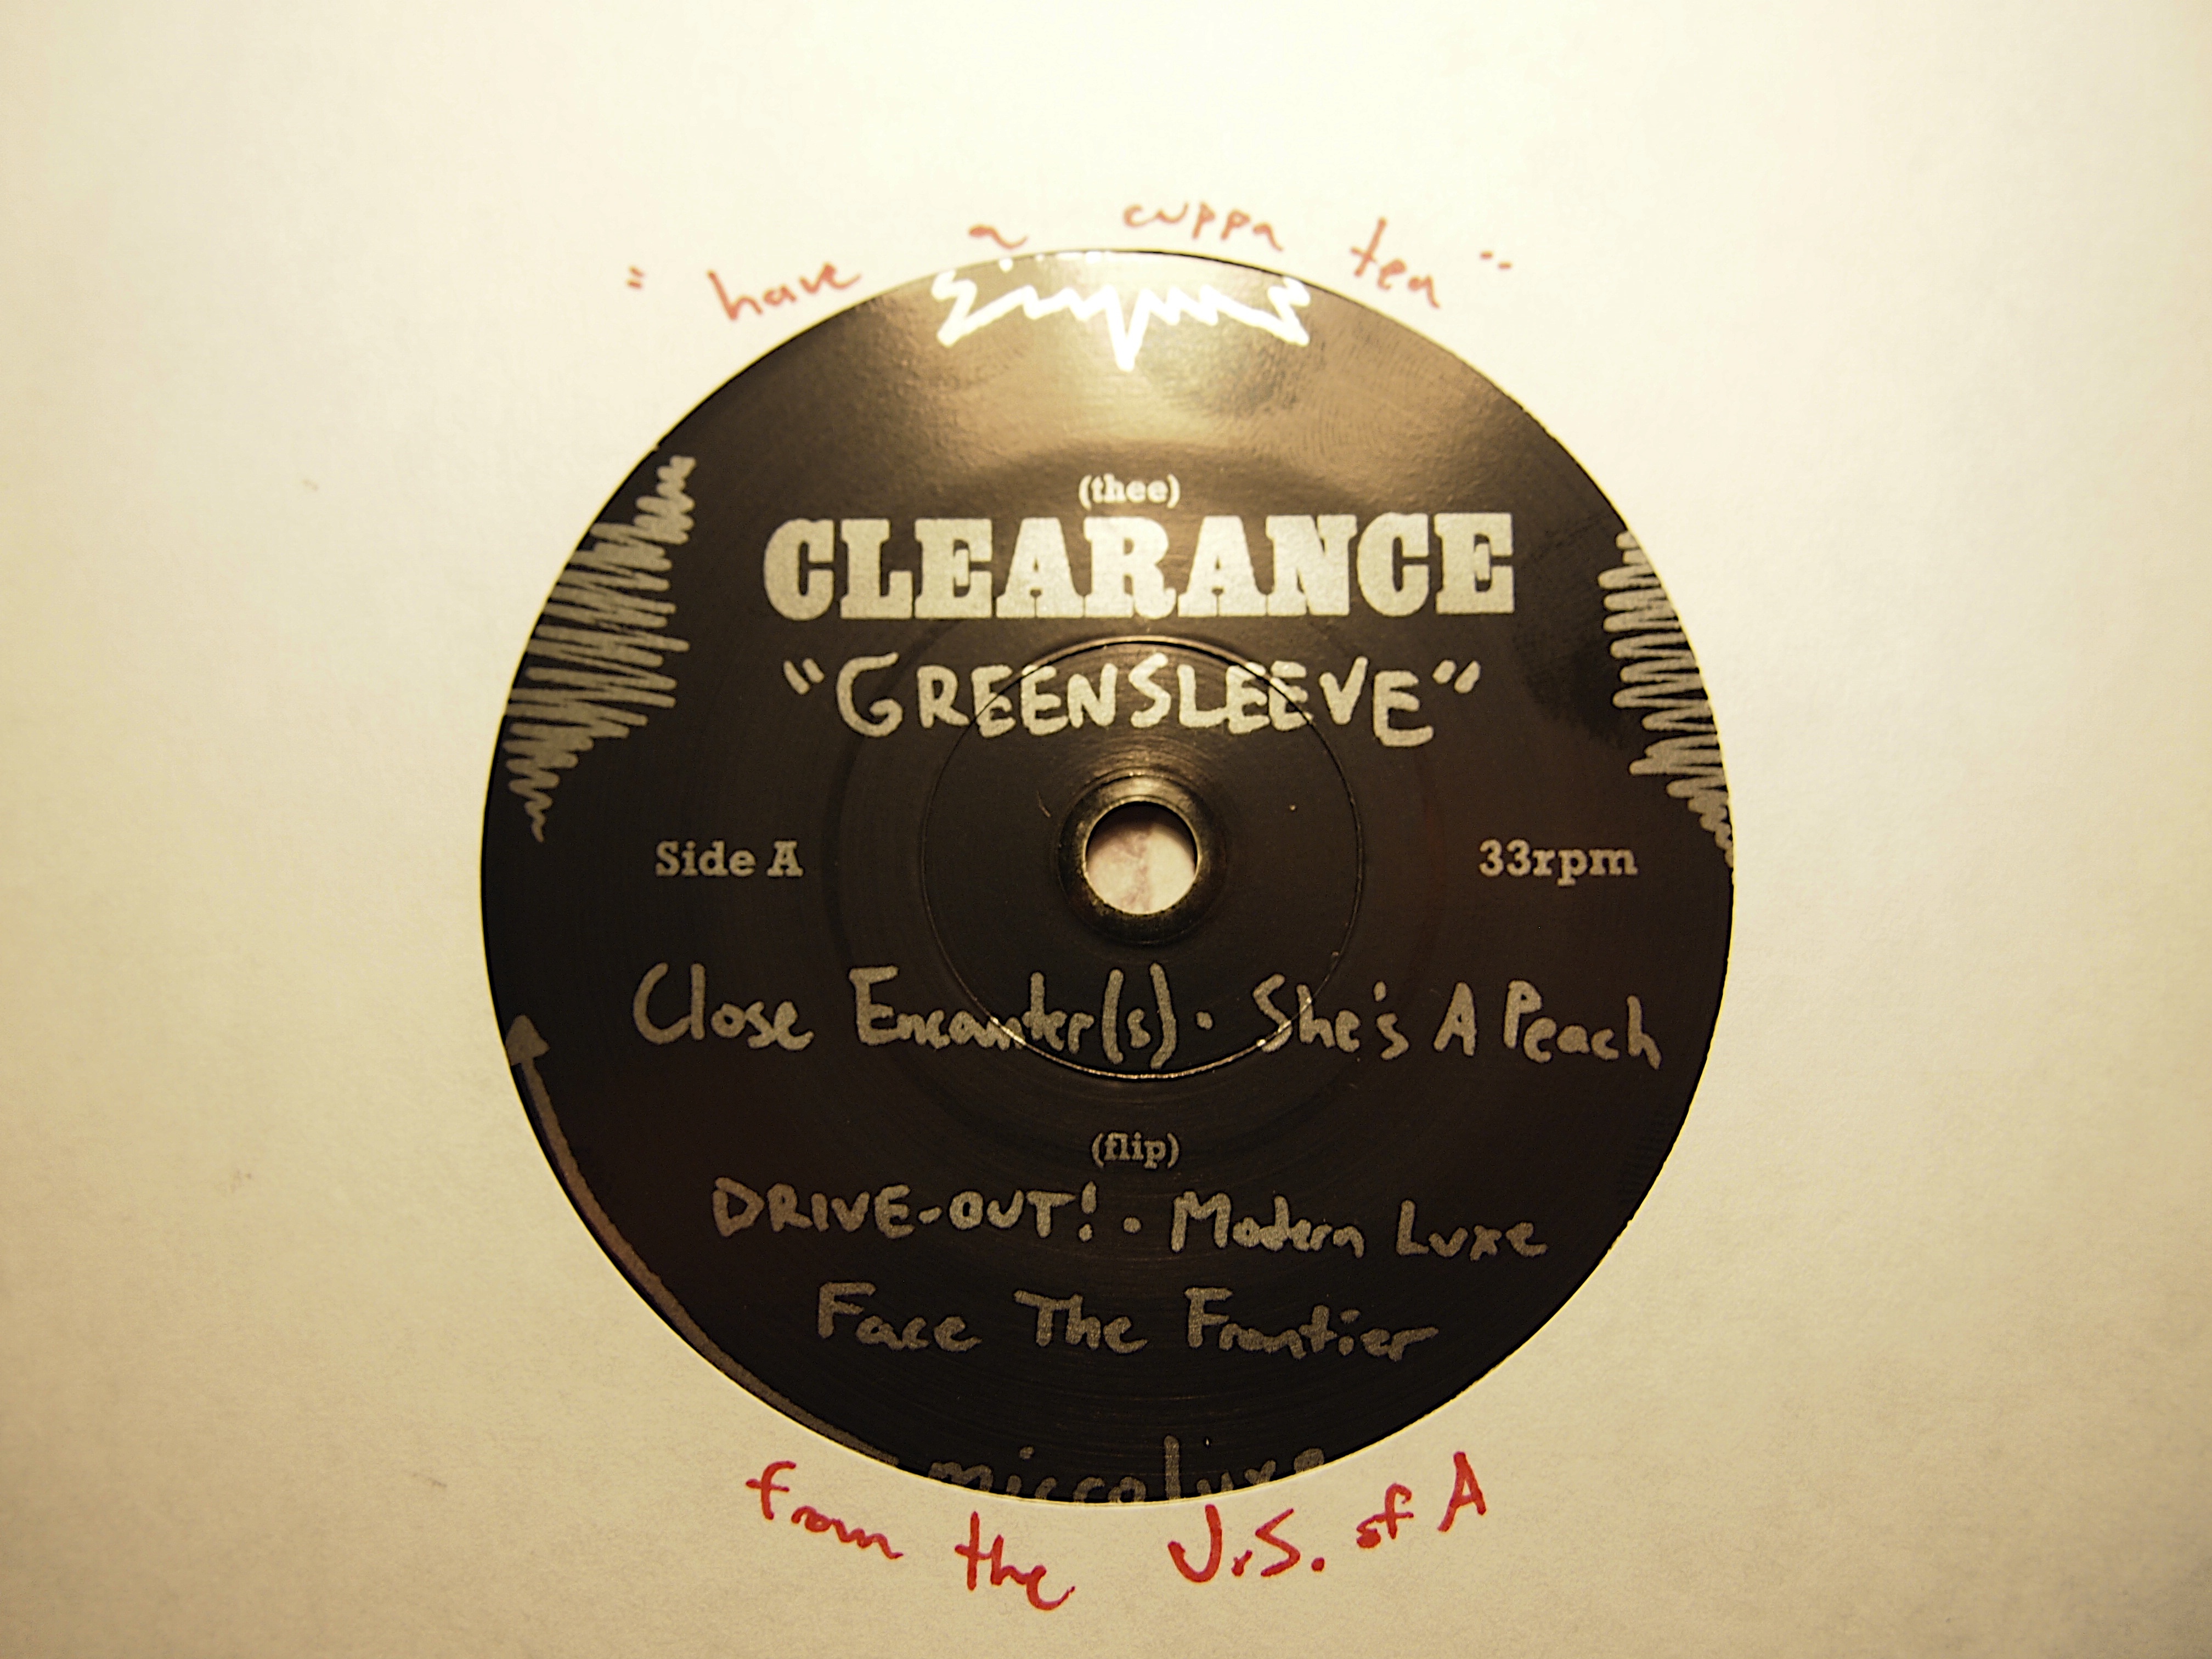 "have a cuppa tea"
(thee)
CLEARANCE
"GREENSLEEVE"
Side A 33rpm
Close Encounter(s) · She's A Peach
(flip)
DRIVE-OUT! · Modern Luxe
Face The Frontier
microluxe
from the U.S. of A